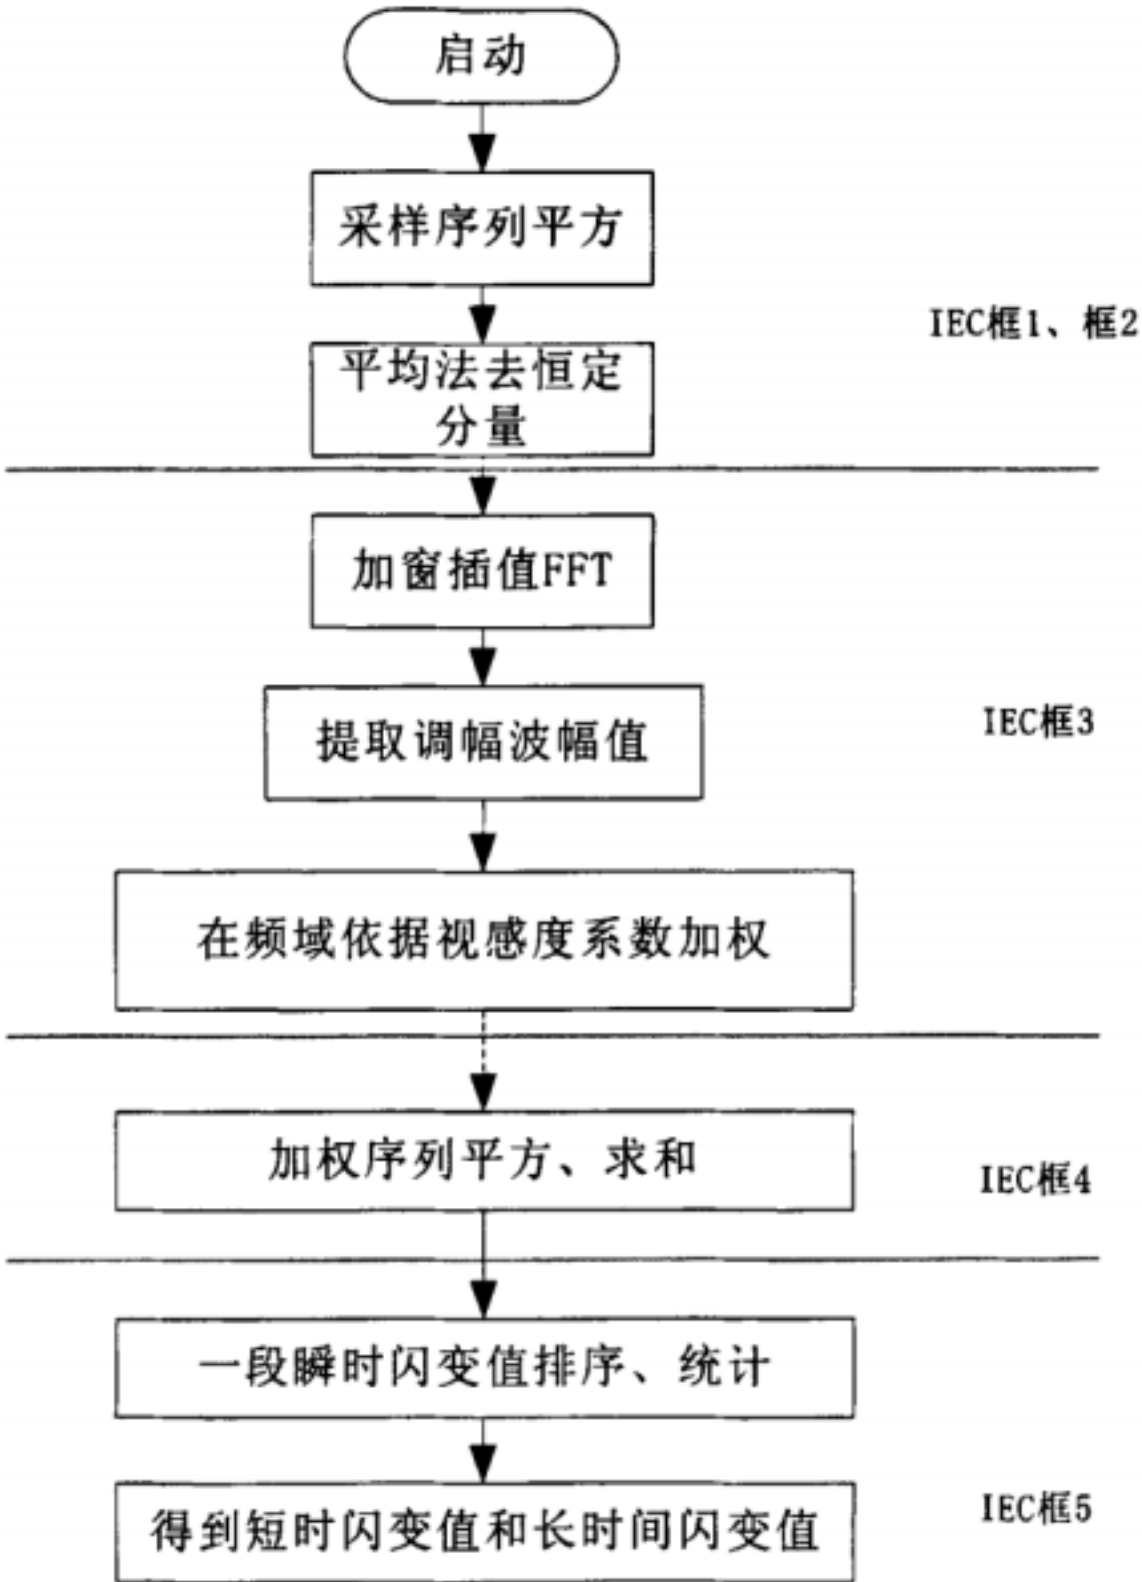 启动
采样序列平方
IEC框1、框2
平均法去恒定
分量
加窗插值FFT
提取调幅波幅值
IEC框3
在频域依据视感度系数加权
加权序列平方、求和
IEC框4
一段瞬时闪变值排序、统计
得到短时闪变值和长时间闪变值
IEC框5